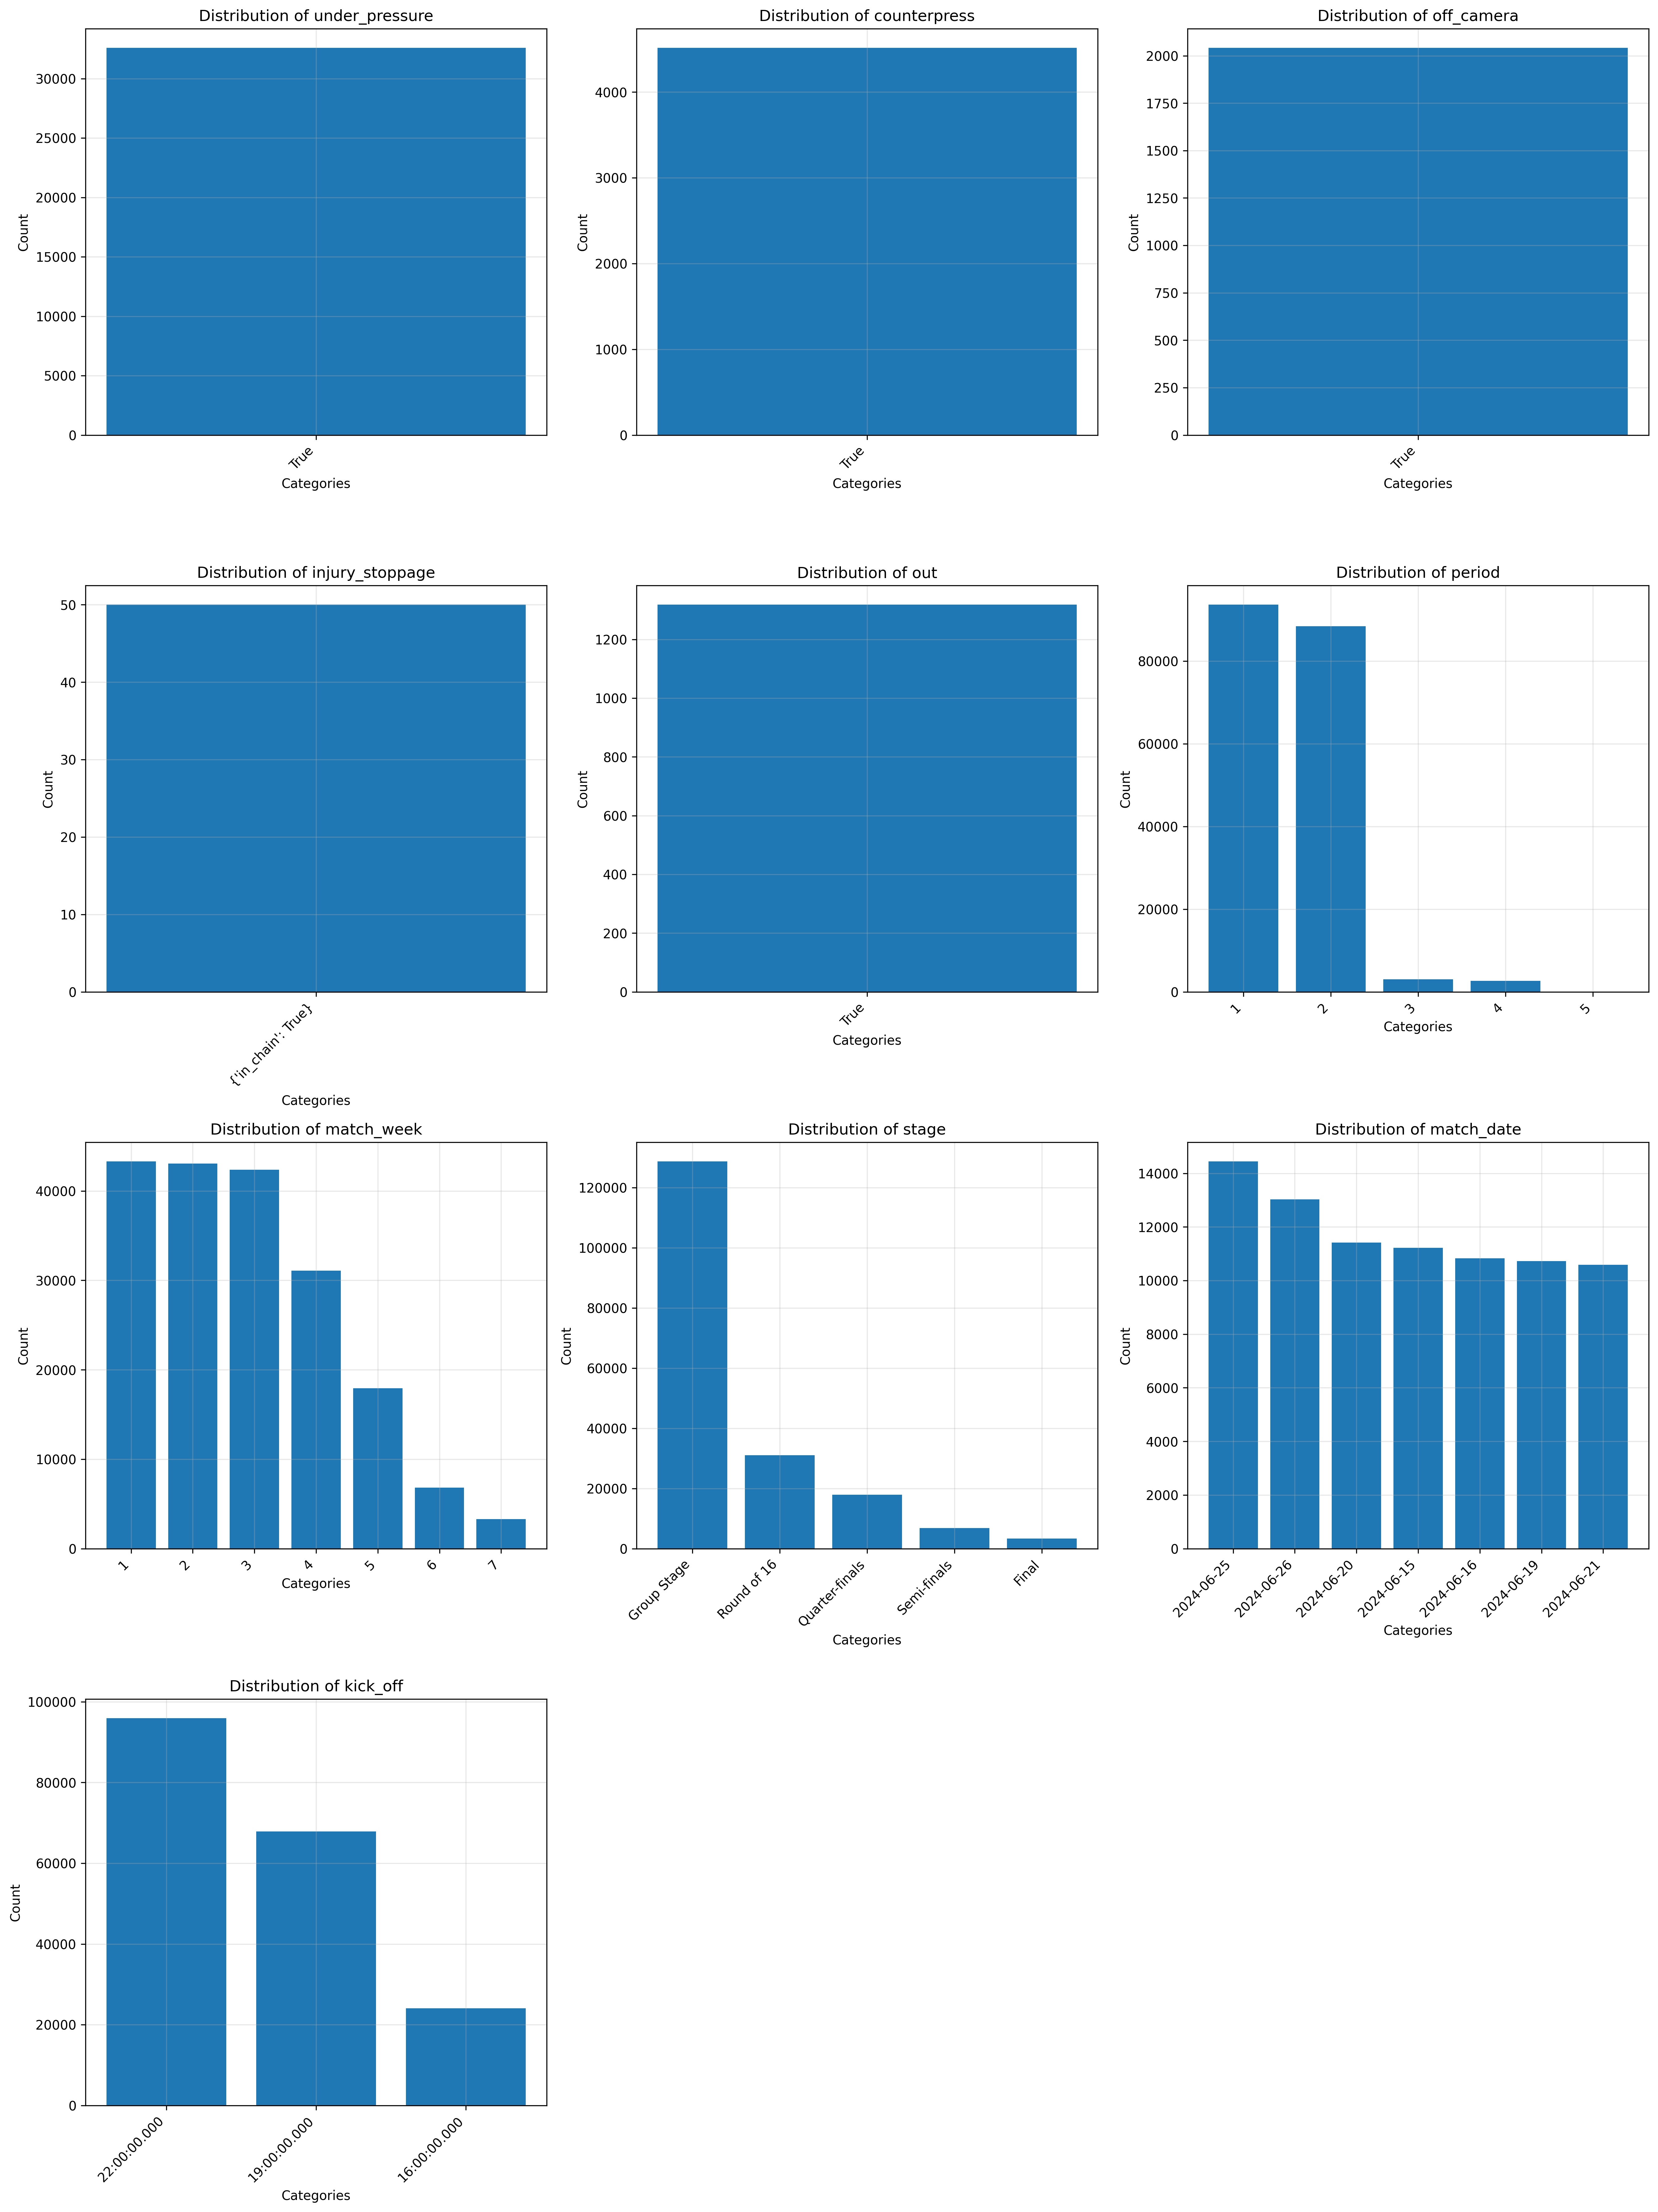 Distribution of under_pressure
Count
30000
25000
20000
15000
10000
5000
0
True
Categories
Distribution of counterpress
Count
4000
3000
2000
1000
0
True
Categories
Distribution of off_camera
Count
2000
1750
1500
1250
1000
750
500
250
0
True
Categories
Distribution of injury_stoppage
Count
50
40
30
20
10
0
{'in_chain': True}
Categories
Distribution of out
Count
1200
1000
800
600
400
200
0
True
Categories
Distribution of period
Count
80000
60000
40000
20000
0
1
2
3
4
5
Categories
Distribution of match_week
Count
40000
30000
20000
10000
0
1
2
3
4
5
6
7
Categories
Distribution of stage
Count
120000
100000
80000
60000
40000
20000
0
Group Stage
Round of 16
Quarter-finals
Semi-finals
Final
Categories
Distribution of match_date
Count
14000
12000
10000
8000
6000
4000
2000
0
2024-06-25
2024-06-26
2024-06-20
2024-06-15
2024-06-16
2024-06-19
2024-06-21
Categories
Distribution of kick_off
Count
100000
80000
60000
40000
20000
0
22:00:00.000
19:00:00.000
16:00:00.000
Categories